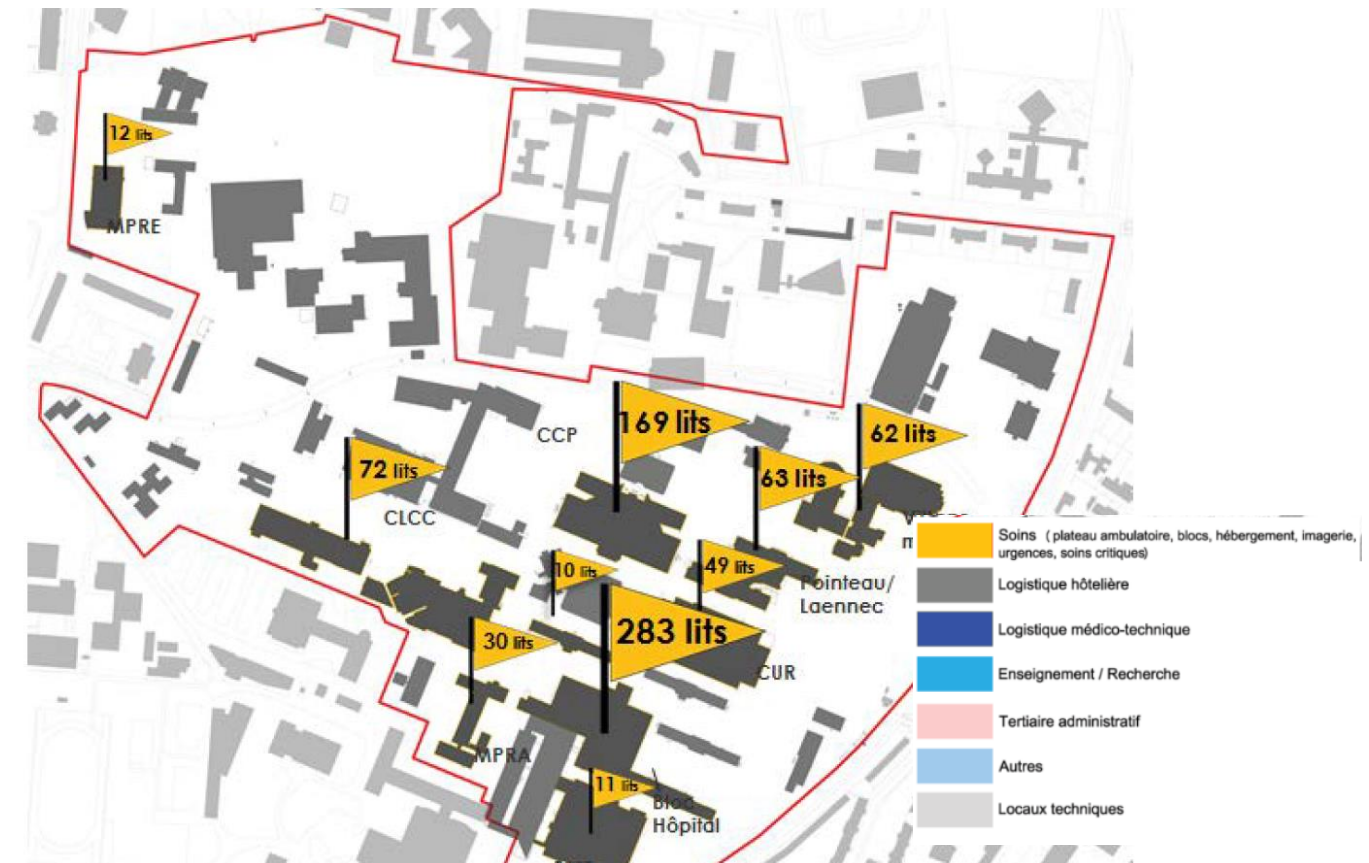 12 lits
MPRE
169 lits
CCP
62 lits
72 lits
63 lits
CLCC
Soins (plateau ambulatoire, blocs, hébergement, imagerie,
urgences, soins critiques)
10 lits
49 lits
Pointeau/
Laennec
Logistique hôtelière
283 lits
30 lits
Logistique médico-technique
CUR
Enseignement / Recherche
Tertiaire administratif
MPRA
Autres
11 lits
Bloc
Hôpital
Locaux techniques